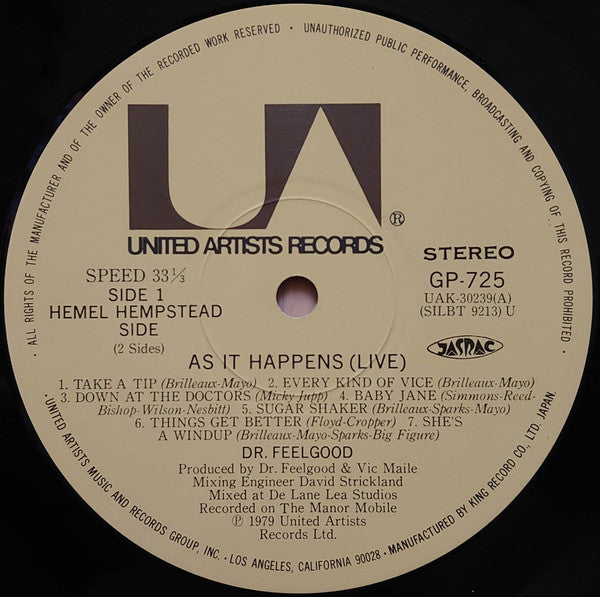 · ALL RIGHTS OF THE MANUFACTURER AND OF THE OWNER OF THE RECORDED WORK RESERVED · UNAUTHORIZED PUBLIC PERFORMANCE, BROADCASTING AND COPYING OF THIS RECORD PROHIBITED ·
UA®
UNITED ARTISTS RECORDS
SPEED 33⅓
SIDE 1
HEMEL HEMPSTEAD
SIDE
(2 Sides)
STEREO
GP-725
UAK-30239(A)
(SILBT 9213) U
JASRAC
AS IT HAPPENS (LIVE)
1. TAKE A TIP (Brilleaux-Mayo) 2. EVERY KIND OF VICE (Brilleaux-Mayo)
3. DOWN AT THE DOCTORS (Micky Jupp) 4. BABY JANE (Simmons-Reed-
Bishop-Wilson-Nesbitt) 5. SUGAR SHAKER (Brilleaux-Sparks-Mayo)
6. THINGS GET BETTER (Floyd-Cropper) 7. SHE'S
A WINDUP (Brilleaux-Mayo-Sparks-Big Figure)
DR. FEELGOOD
Produced by Dr. Feelgood & Vic Maile
Mixing Engineer David Strickland
Mixed at De Lane Lea Studios
Recorded on The Manor Mobile
℗ 1979 United Artists
Records Ltd.
· UNITED ARTISTS MUSIC AND RECORDS GROUP, INC. · LOS ANGELES, CALIFORNIA 90028 · MANUFACTURED BY KING RECORD CO., LTD. JAPAN.